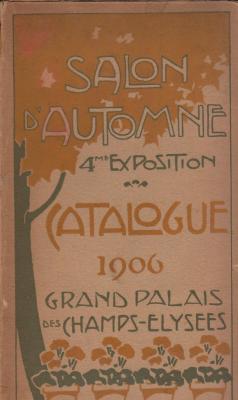 SALON
D'AUTOMNE
4ME EXPOSITION
CATALOGUE
1906
GRAND PALAIS
DES CHAMPS-ELYSEES